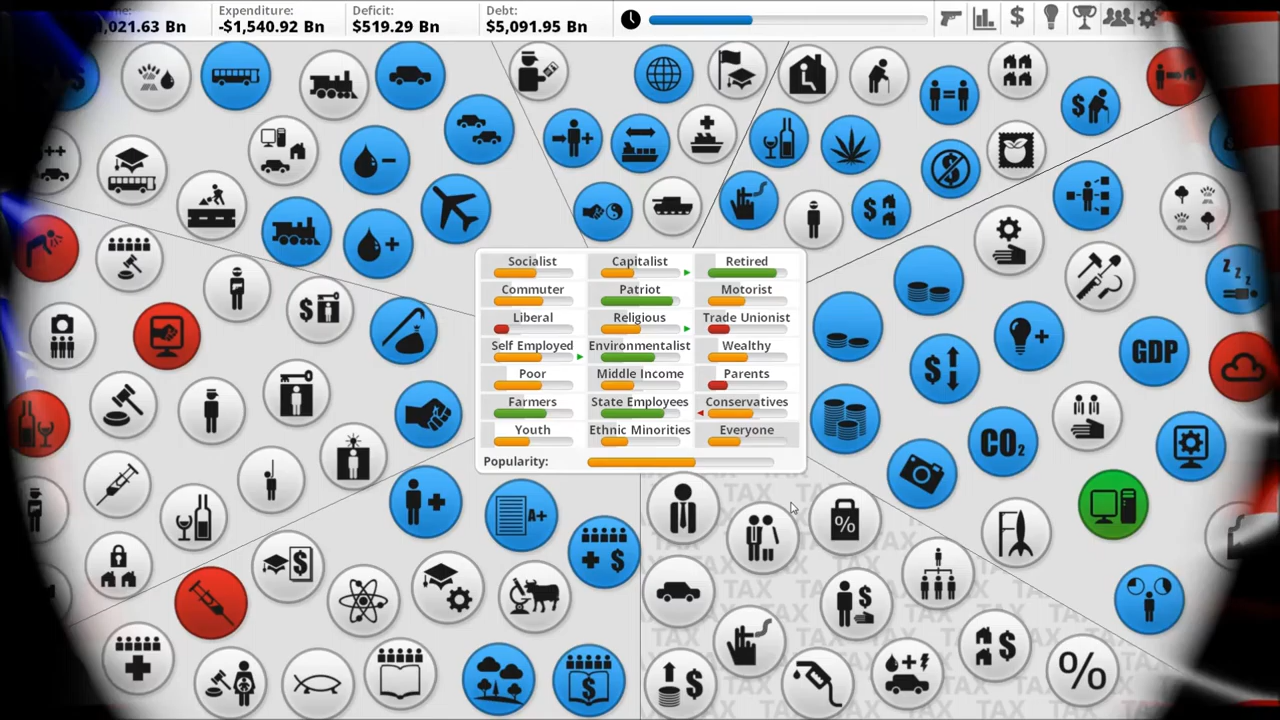 Expenditure: Deficit: Debt:
,021.63 Bn -$1,540.92 Bn $519.29 Bn $5,091.95 Bn
Socialist Capitalist Retired
Commuter Patriot Motorist
Liberal Religious Trade Unionist
Self Employed Environmentalist Wealthy
Poor Middle Income Parents
Farmers State Employees Conservatives
Youth Ethnic Minorities Everyone
Popularity:
GDP
CO₂
A+
TAX